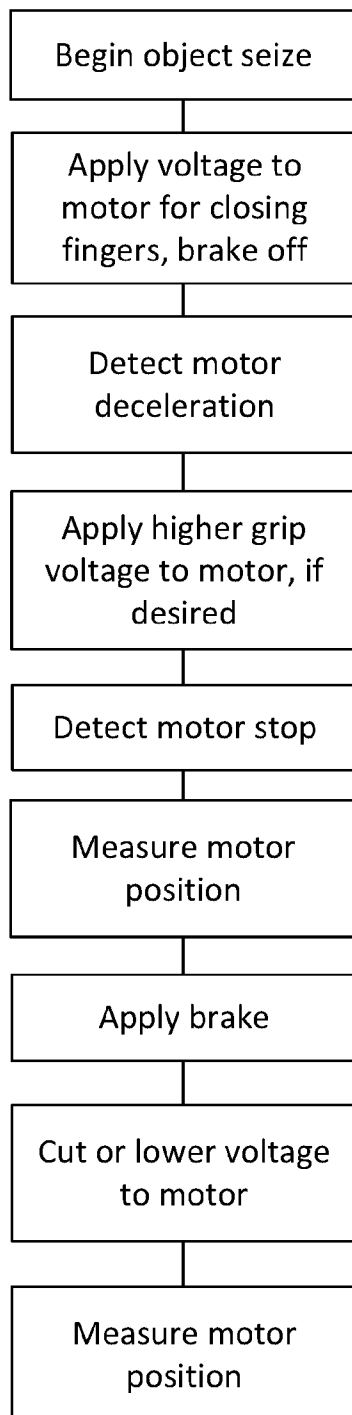 Begin object seize
Apply voltage to
motor for closing
fingers, brake off
Detect motor
deceleration
Apply higher grip
voltage to motor, if
desired
Detect motor stop
Measure motor
position
Apply brake
Cut or lower voltage
to motor
Measure motor
position